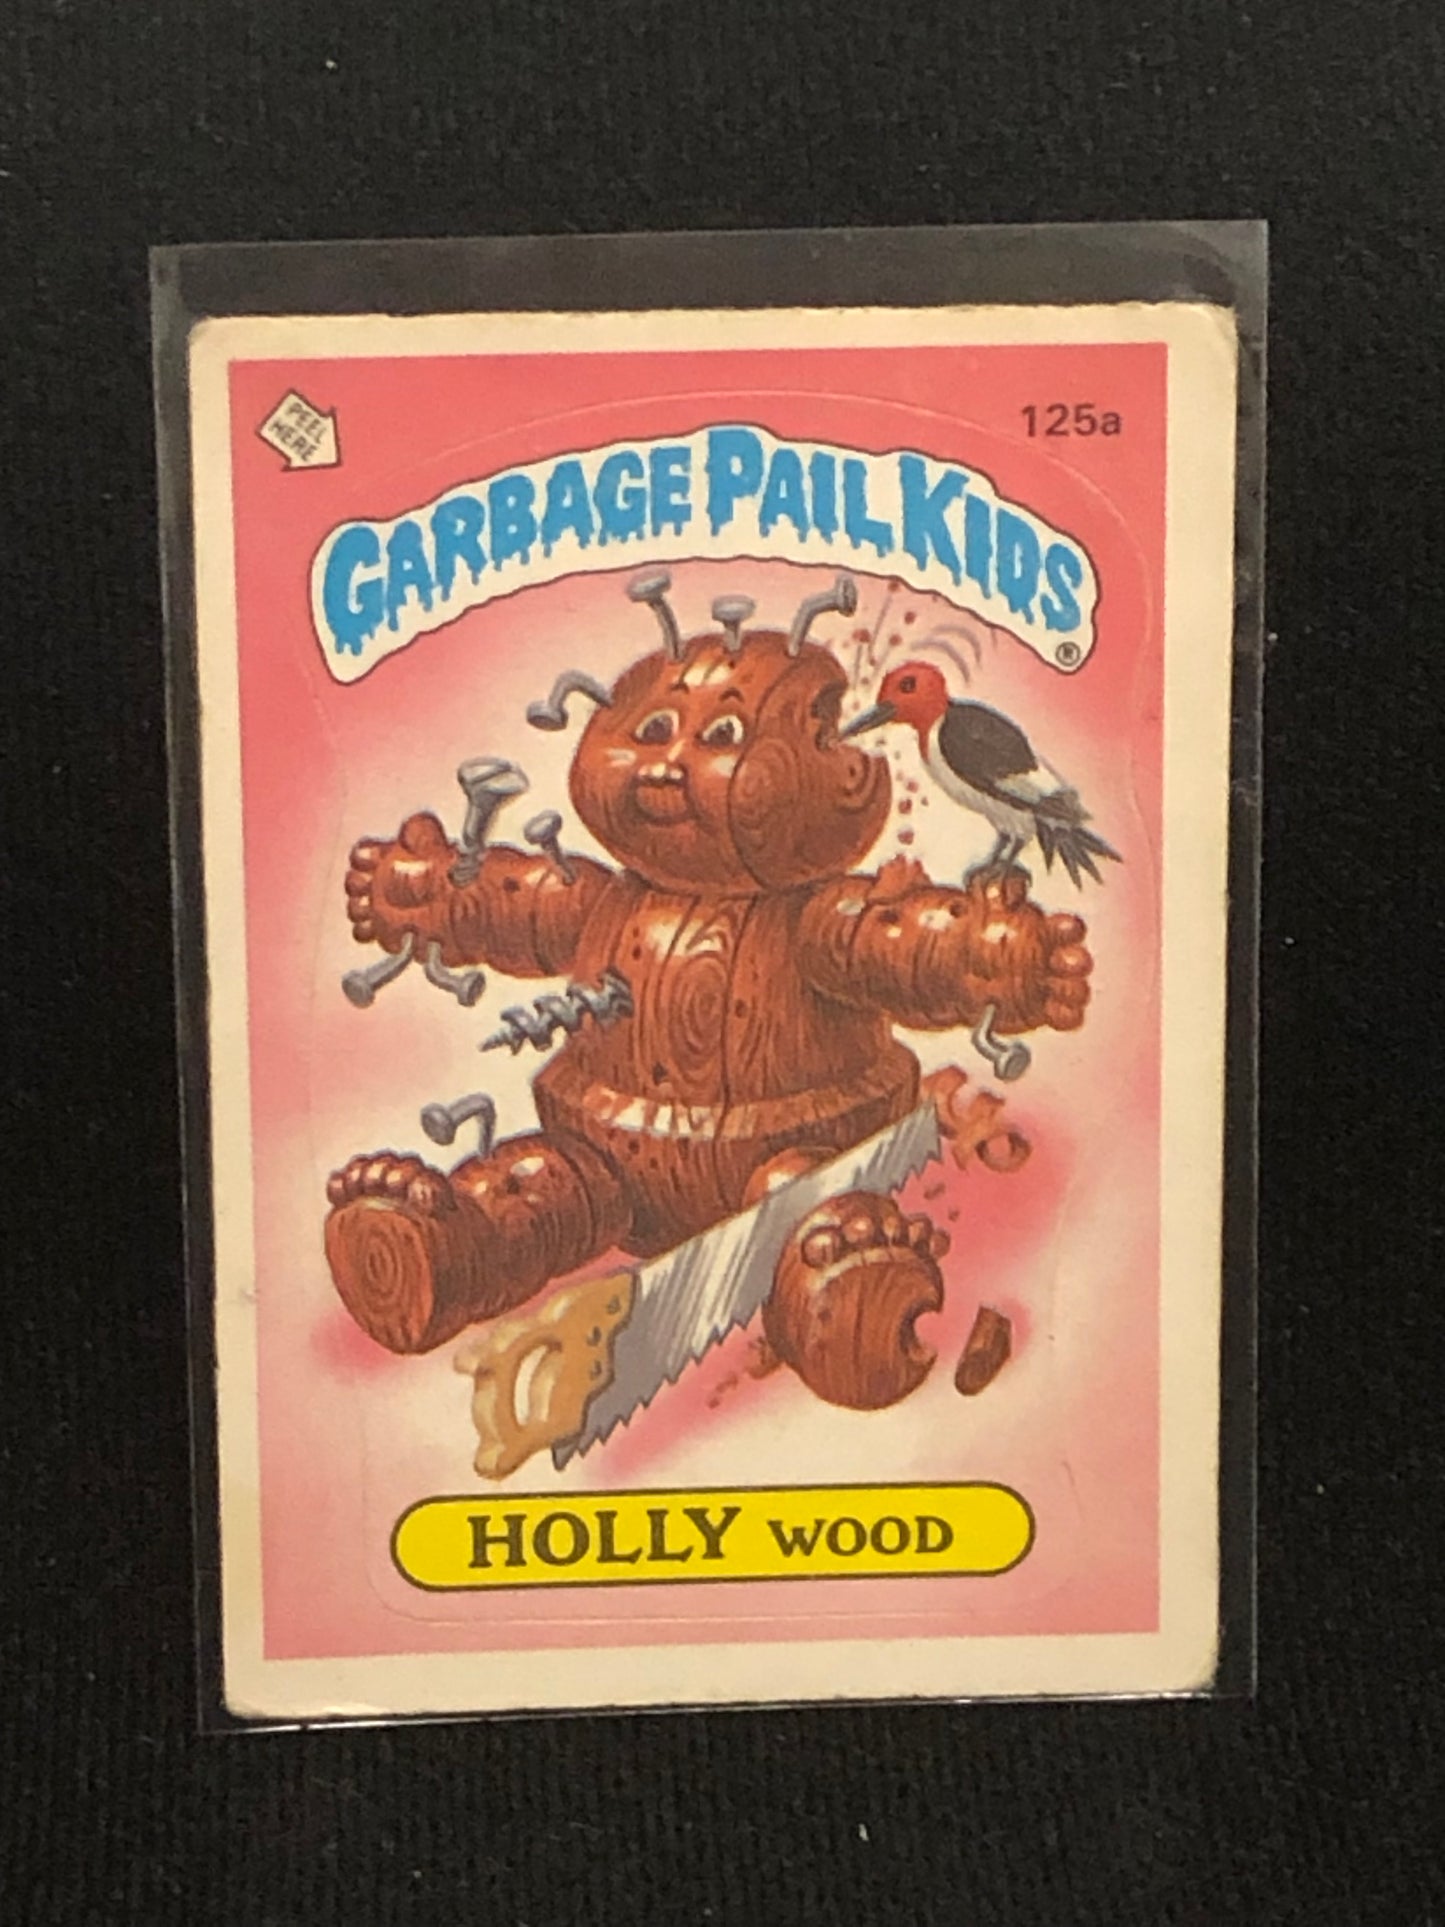 PEEL
HERE
125a
GARBAGE PAIL KIDS
®
HOLLY WOOD